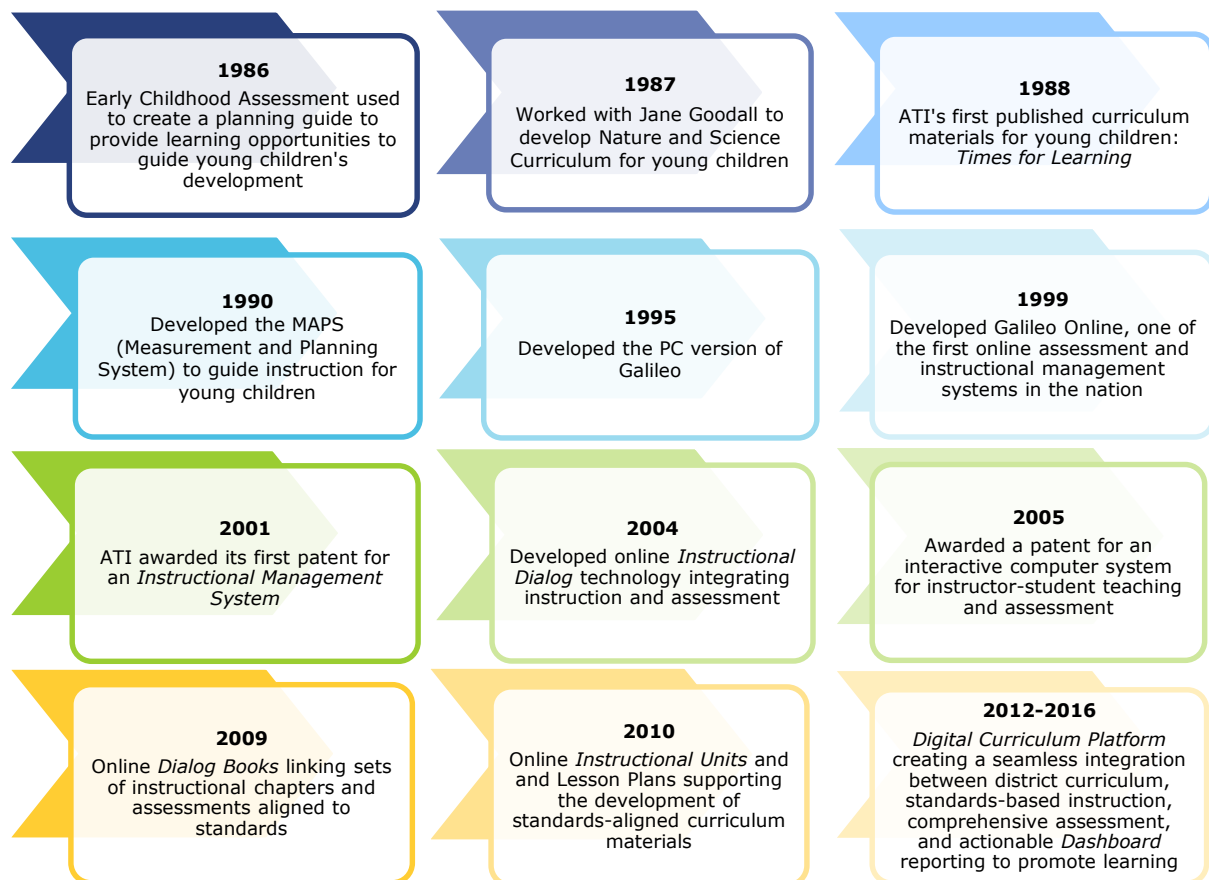 1986
Early Childhood Assessment used
to create a planning guide to
provide learning opportunities to
guide young children's
development
1987
Worked with Jane Goodall to
develop Nature and Science
Curriculum for young children
1988
ATI's first published curriculum
materials for young children:
Times for Learning
1990
Developed the MAPS
(Measurement and Planning
System) to guide instruction for
young children
1995
Developed the PC version of
Galileo
1999
Developed Galileo Online, one of
the first online assessment and
instructional management
systems in the nation
2001
ATI awarded its first patent for
an Instructional Management
System
2004
Developed online Instructional
Dialog technology integrating
instruction and assessment
2005
Awarded a patent for an
interactive computer system
for instructor-student teaching
and assessment
2009
Online Dialog Books linking sets
of instructional chapters and
assessments aligned to
standards
2010
Online Instructional Units and
and Lesson Plans supporting
the development of
standards-aligned curriculum
materials
2012-2016
Digital Curriculum Platform
creating a seamless integration
between district curriculum,
standards-based instruction,
comprehensive assessment,
and actionable Dashboard
reporting to promote learning